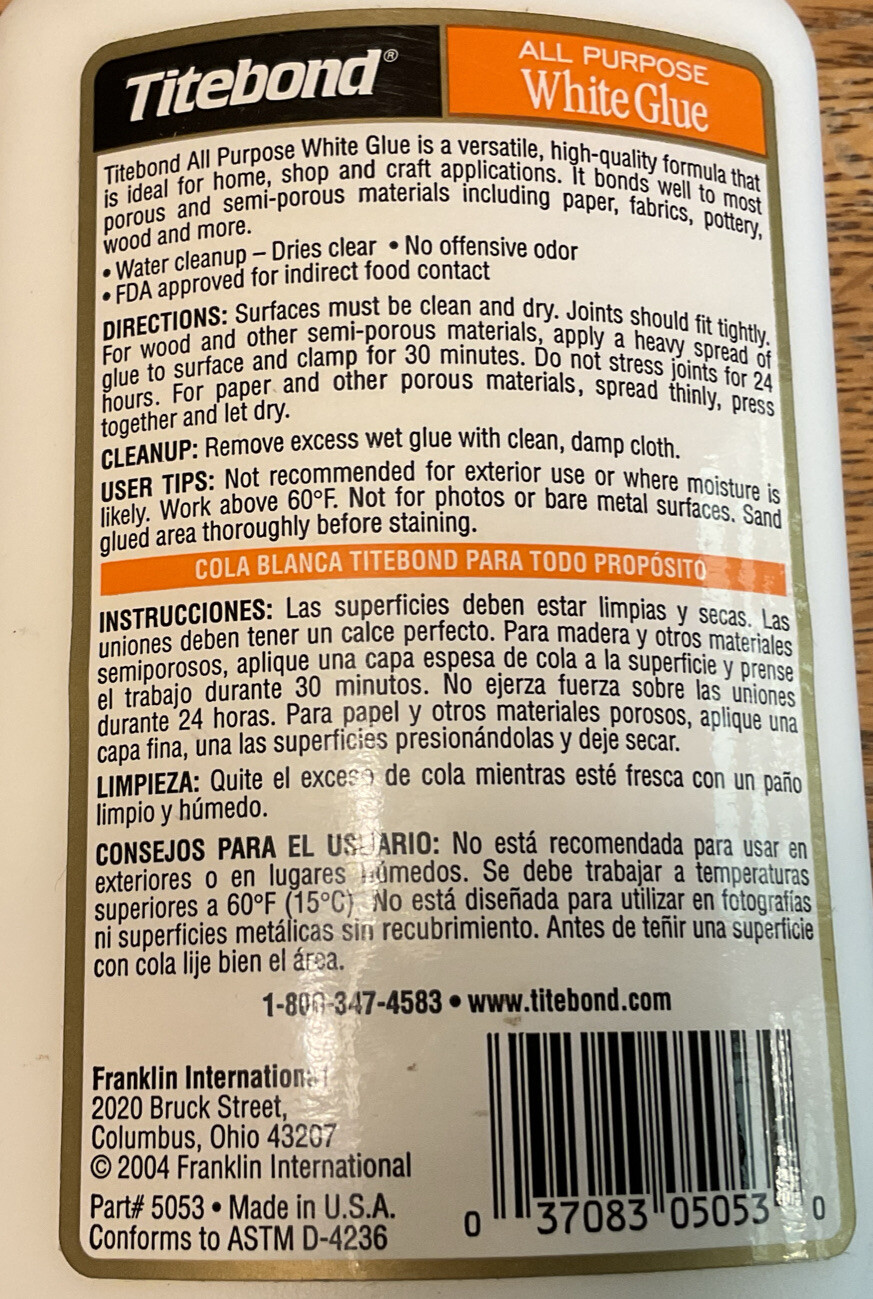 Titebond®
ALL PURPOSE
White Glue
Titebond All Purpose White Glue is a versatile, high-quality formula that
is ideal for home, shop and craft applications. It bonds well to most
porous and semi-porous materials including paper, fabrics, pottery,
wood and more.
• Water cleanup – Dries clear • No offensive odor
• FDA approved for indirect food contact
DIRECTIONS: Surfaces must be clean and dry. Joints should fit tightly.
For wood and other semi-porous materials, apply a heavy spread of
glue to surface and clamp for 30 minutes. Do not stress joints for 24
hours. For paper and other porous materials, spread thinly, press
together and let dry.
CLEANUP: Remove excess wet glue with clean, damp cloth.
USER TIPS: Not recommended for exterior use or where moisture is
likely. Work above 60°F. Not for photos or bare metal surfaces. Sand
glued area thoroughly before staining.
COLA BLANCA TITEBOND PARA TODO PROPÓSITO
INSTRUCCIONES: Las superficies deben estar limpias y secas. Las
uniones deben tener un calce perfecto. Para madera y otros materiales
semiporosos, aplique una capa espesa de cola a la superficie y prense
el trabajo durante 30 minutos. No ejerza fuerza sobre las uniones
durante 24 horas. Para papel y otros materiales porosos, aplique una
capa fina, una las superficies presionándolas y deje secar.
LIMPIEZA: Quite el exceso de cola mientras esté fresca con un paño
limpio y húmedo.
CONSEJOS PARA EL USUARIO: No está recomendada para usar en
exteriores o en lugares húmedos. Se debe trabajar a temperaturas
superiores a 60°F (15°C). No está diseñada para utilizar en fotografías
ni superficies metálicas sin recubrimiento. Antes de teñir una superficie
con cola lije bien el área.
1-800-347-4583 • www.titebond.com
Franklin International
2020 Bruck Street,
Columbus, Ohio 43207
© 2004 Franklin International
Part# 5053 • Made in U.S.A.
Conforms to ASTM D-4236
0 37083 05053 0